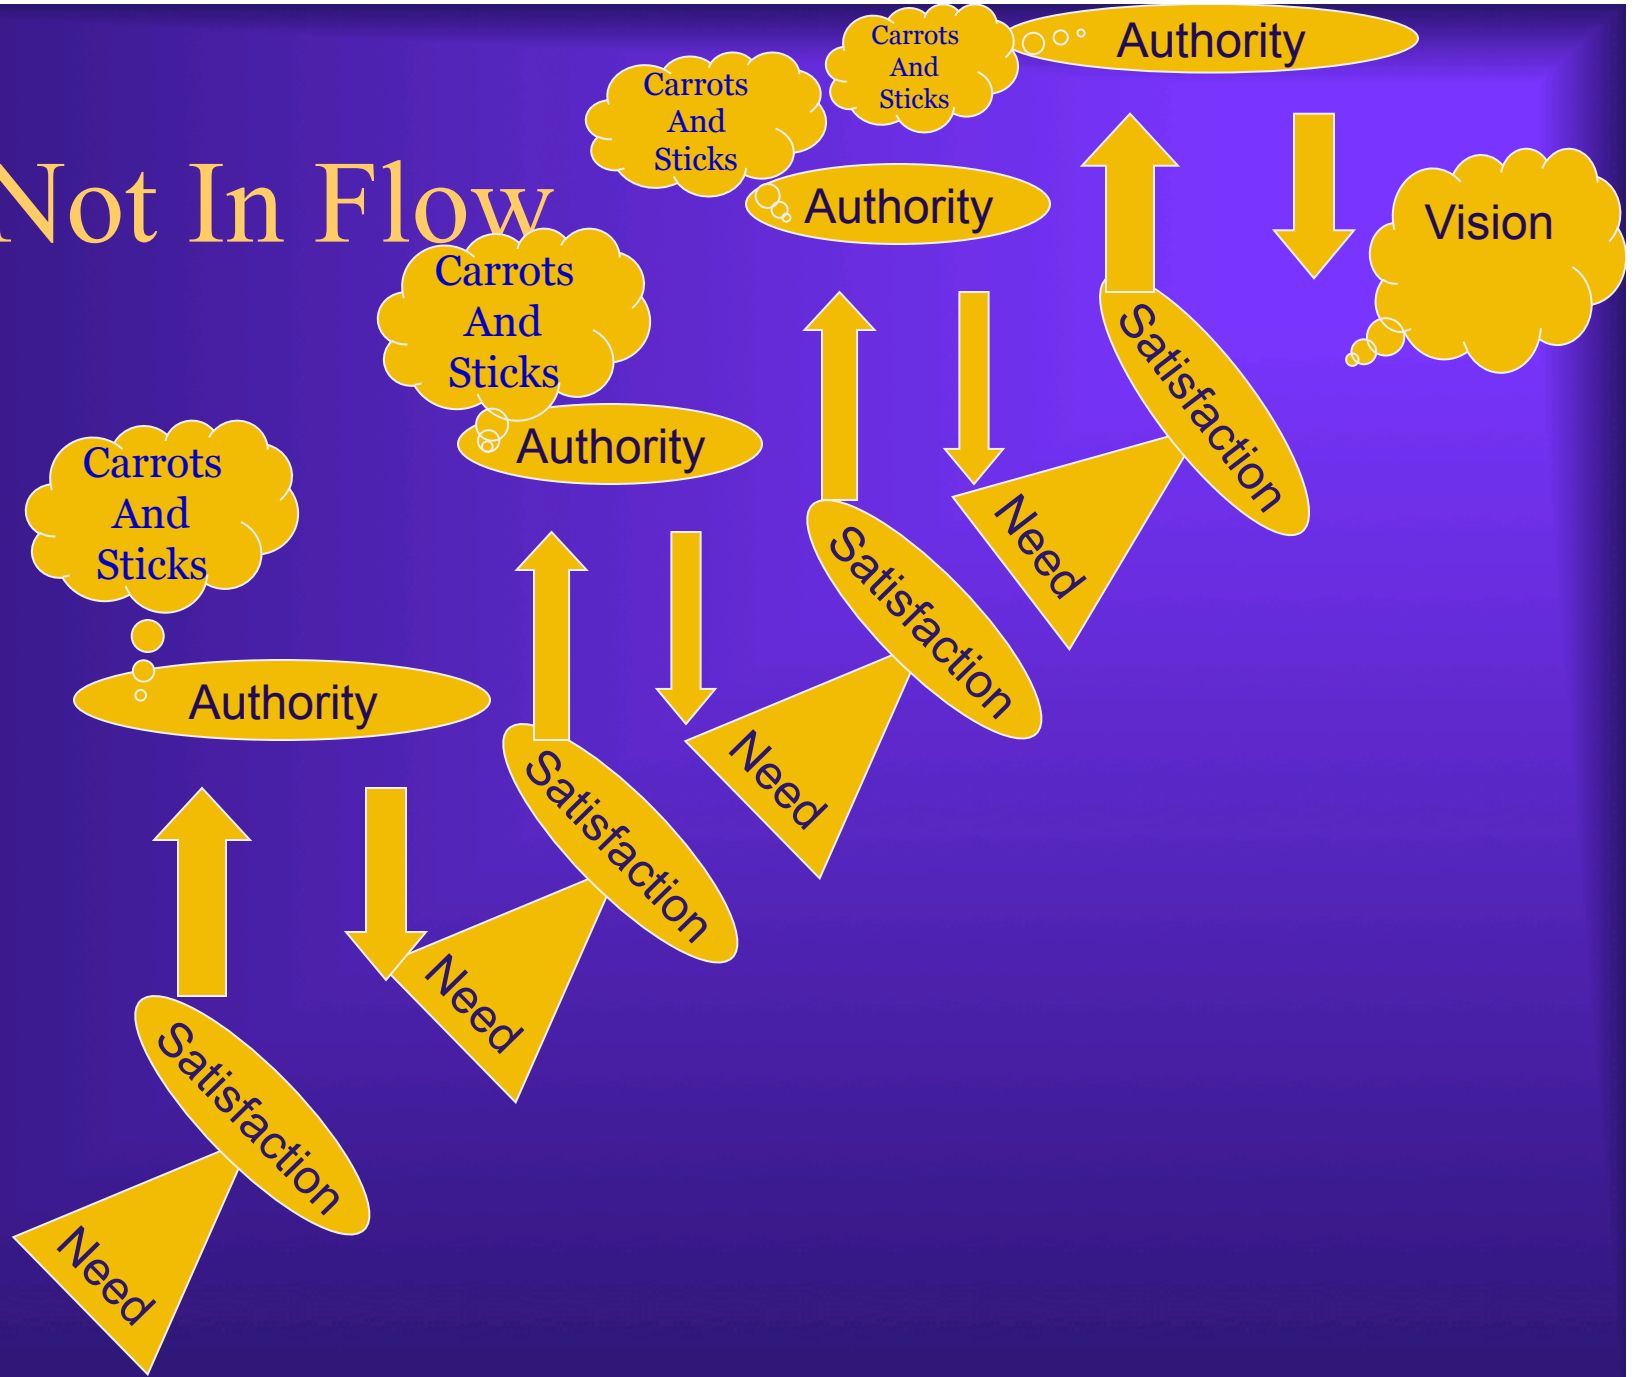 Not In Flow
Carrots
And
Sticks
Authority
Carrots
And
Sticks
Authority
Vision
Carrots
And
Sticks
Authority
Satisfaction
Need
Carrots
And
Sticks
Authority
Satisfaction
Need
Satisfaction
Need
Satisfaction
Need